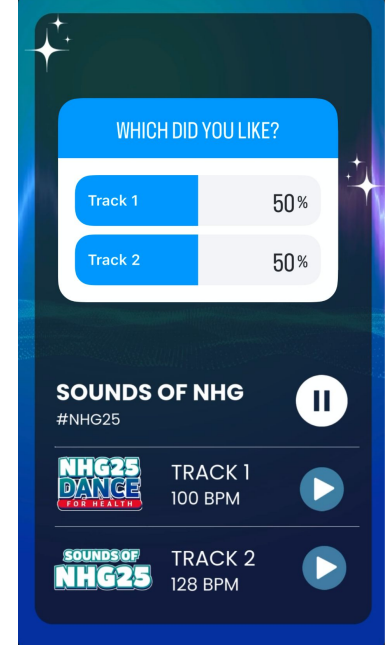 WHICH DID YOU LIKE?
Track 1 50%
Track 2 50%
SOUNDS OF NHG
#NHG25
NHG25
DANCE
FOR HEALTH
TRACK 1
100 BPM
SOUNDS OF
NHG25
TRACK 2
128 BPM